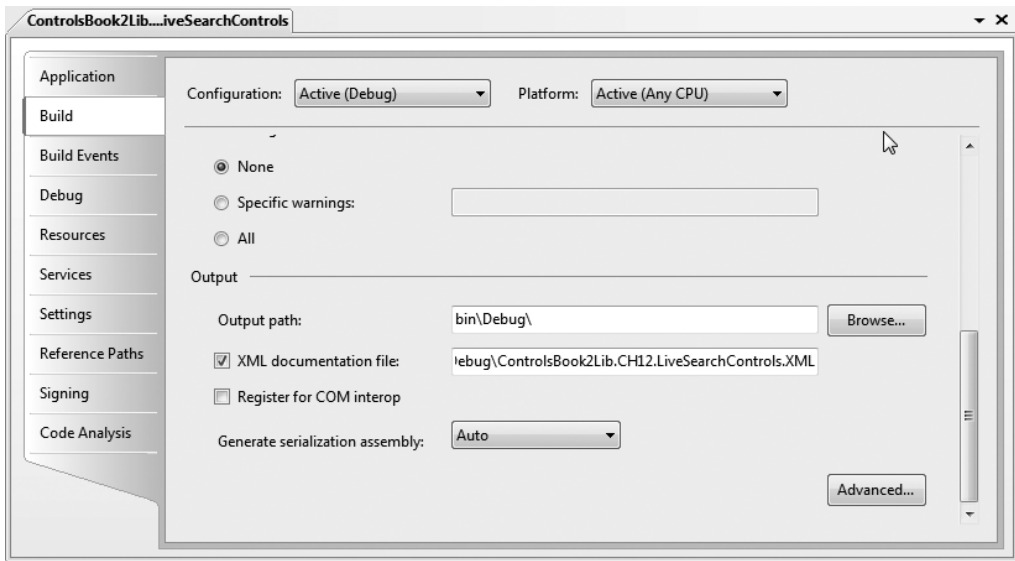 ControlsBook2Lib....iveSearchControls
Application
Build
Build Events
Debug
Resources
Services
Settings
Reference Paths
Signing
Code Analysis
Configuration: Active (Debug) Platform: Active (Any CPU)
None
Specific warnings:
All
Output
Output path: bin\Debug\ Browse...
XML documentation file: ebug\ControlsBook2Lib.CH12.LiveSearchControls.XML
Register for COM interop
Generate serialization assembly: Auto
Advanced...